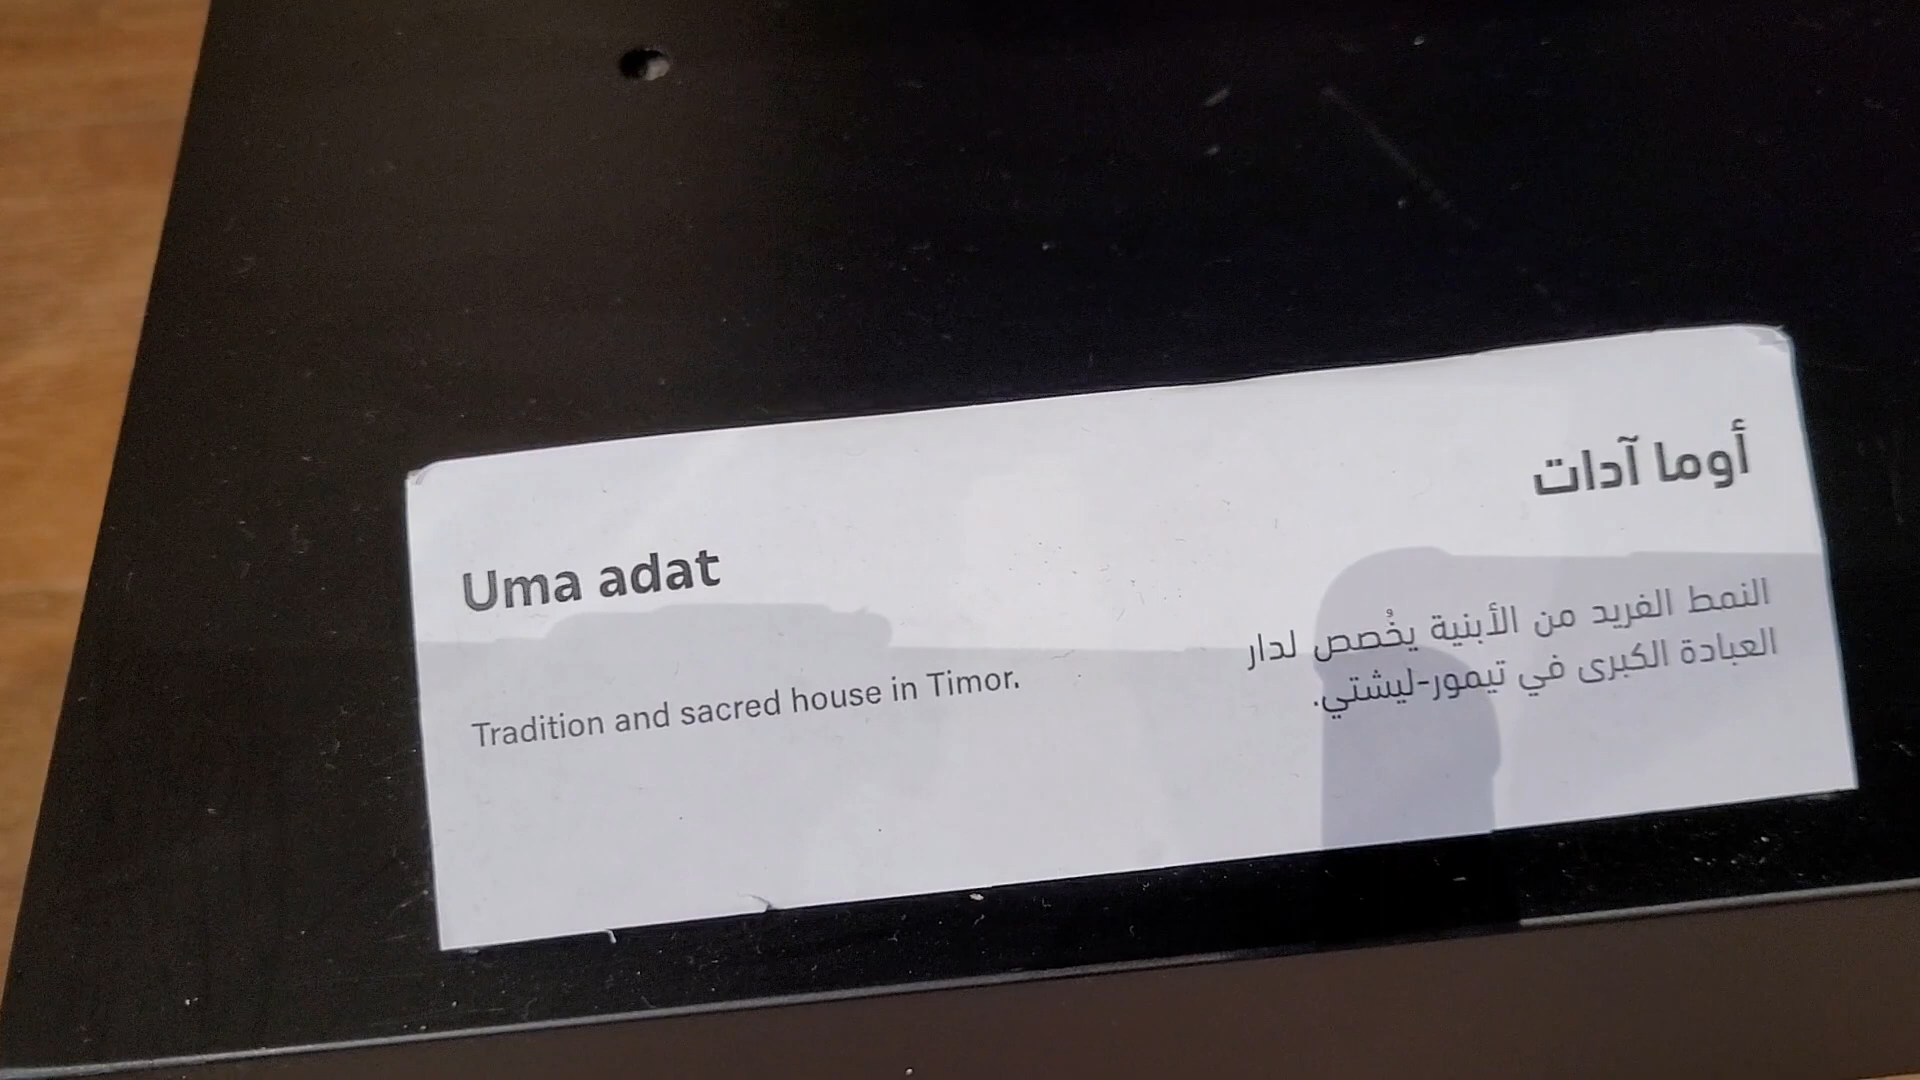 Uma adat
Tradition and sacred house in Timor.
أوما آدات
النمط الفريد من الأبنية يخُصص لدار
العبادة الكبرى في تيمور-ليشتي.